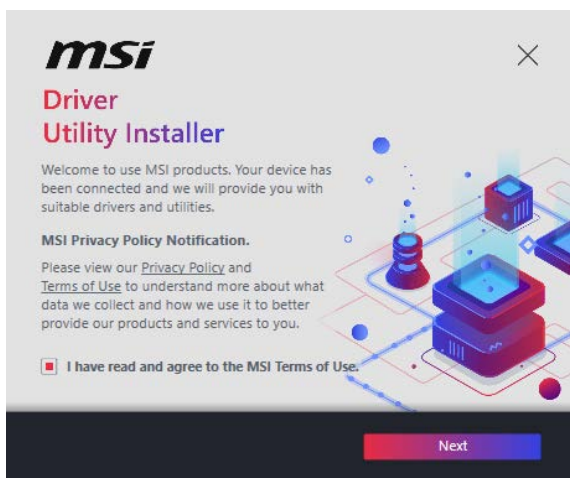 msi
Driver
Utility Installer
Welcome to use MSI products. Your device has
been connected and we will provide you with
suitable drivers and utilities.
MSI Privacy Policy Notification.
Please view our Privacy Policy and
Terms of Use to understand more about what
data we collect and how we use it to better
provide our products and services to you.
I have read and agree to the MSI Terms of Use.
Next